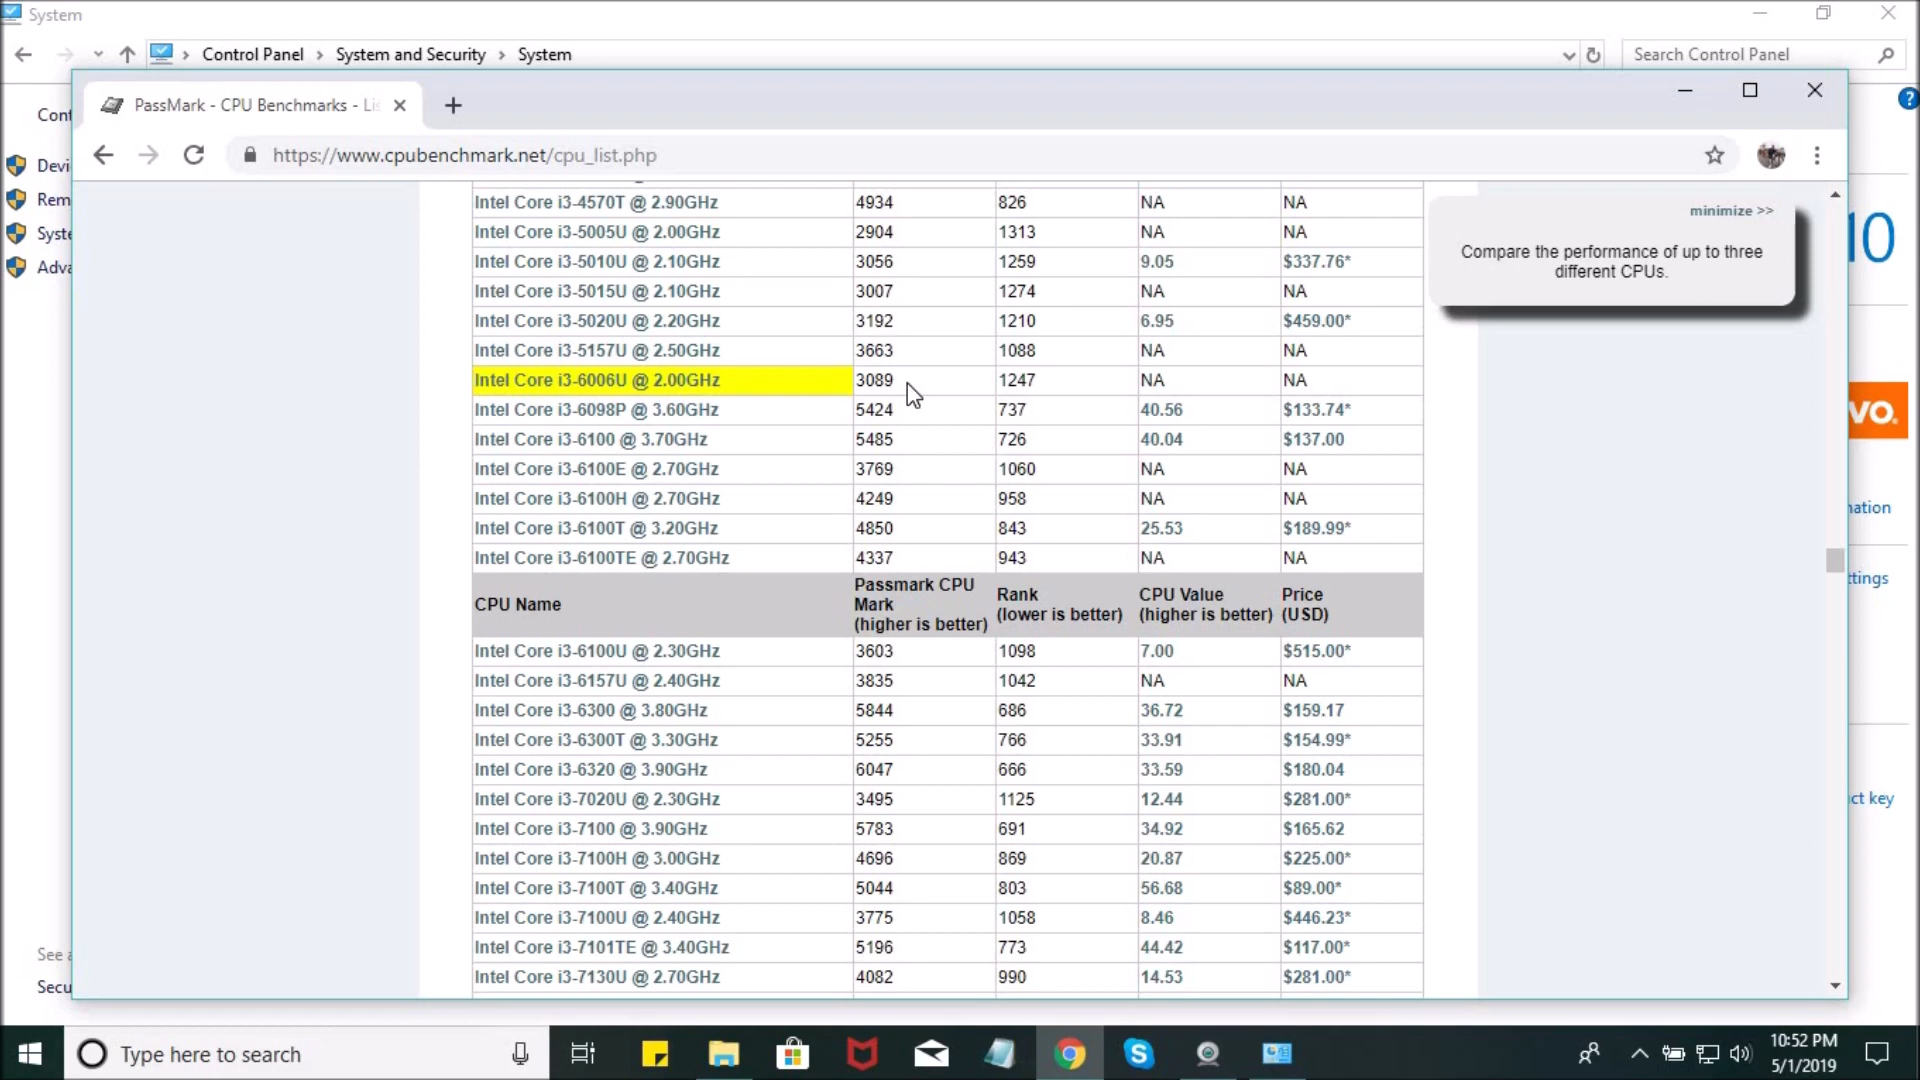 System
Control Panel > System and Security > System
Search Control Panel
PassMark - CPU Benchmarks - Li
https://www.cpubenchmark.net/cpu_list.php
Cont
Devi
Rem
Syste
Adva
See a
Secu
Intel Core i3-4570T @ 2.90GHz 4934 826 NA NA
Intel Core i3-5005U @ 2.00GHz 2904 1313 NA NA
Intel Core i3-5010U @ 2.10GHz 3056 1259 9.05 $337.76*
Intel Core i3-5015U @ 2.10GHz 3007 1274 NA NA
Intel Core i3-5020U @ 2.20GHz 3192 1210 6.95 $459.00*
Intel Core i3-5157U @ 2.50GHz 3663 1088 NA NA
Intel Core i3-6006U @ 2.00GHz 3089 1247 NA NA
Intel Core i3-6098P @ 3.60GHz 5424 737 40.56 $133.74*
Intel Core i3-6100 @ 3.70GHz 5485 726 40.04 $137.00
Intel Core i3-6100E @ 2.70GHz 3769 1060 NA NA
Intel Core i3-6100H @ 2.70GHz 4249 958 NA NA
Intel Core i3-6100T @ 3.20GHz 4850 843 25.53 $189.99*
Intel Core i3-6100TE @ 2.70GHz 4337 943 NA NA
CPU Name
Passmark CPU
Mark
(higher is better)
Rank
(lower is better)
CPU Value
(higher is better)
Price
(USD)
Intel Core i3-6100U @ 2.30GHz 3603 1098 7.00 $515.00*
Intel Core i3-6157U @ 2.40GHz 3835 1042 NA NA
Intel Core i3-6300 @ 3.80GHz 5844 686 36.72 $159.17
Intel Core i3-6300T @ 3.30GHz 5255 766 33.91 $154.99*
Intel Core i3-6320 @ 3.90GHz 6047 666 33.59 $180.04
Intel Core i3-7020U @ 2.30GHz 3495 1125 12.44 $281.00*
Intel Core i3-7100 @ 3.90GHz 5783 691 34.92 $165.62
Intel Core i3-7100H @ 3.00GHz 4696 869 20.87 $225.00*
Intel Core i3-7100T @ 3.40GHz 5044 803 56.68 $89.00*
Intel Core i3-7100U @ 2.40GHz 3775 1058 8.46 $446.23*
Intel Core i3-7101TE @ 3.40GHz 5196 773 44.42 $117.00*
Intel Core i3-7130U @ 2.70GHz 4082 990 14.53 $281.00*
minimize >>
Compare the performance of up to three
different CPUs.
10
vo.
mation
ttings
ct key
Type here to search
10:52 PM
5/1/2019